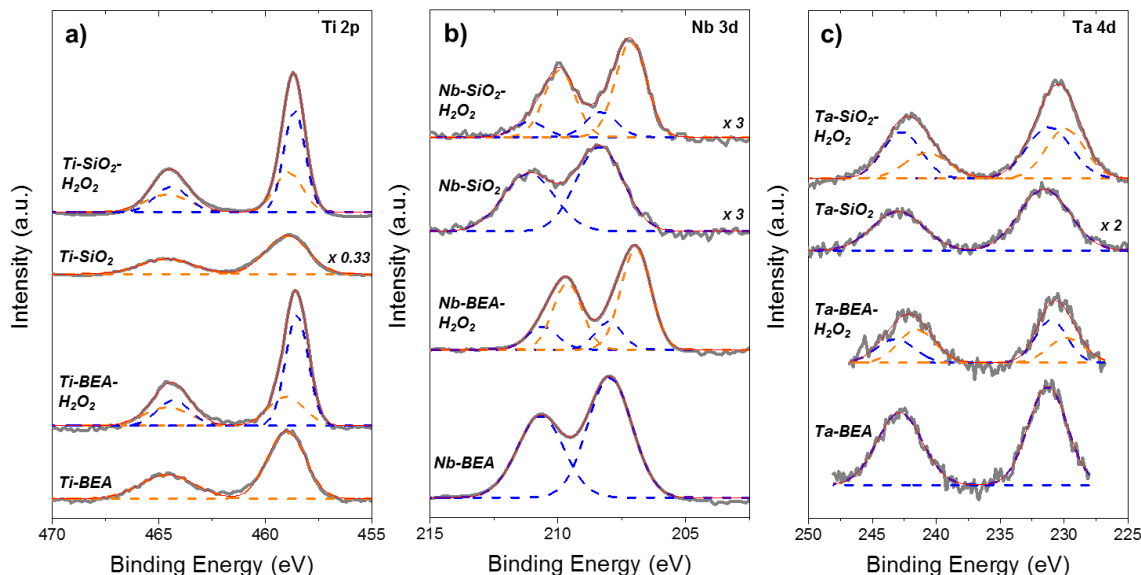 a)
Ti 2p
Ti-SiO2-
H2O2
Ti-SiO2
x 0.33
Ti-BEA-
H2O2
Ti-BEA
470 465 460 455
Binding Energy (eV)
Intensity (a.u.)
b)
Nb 3d
Nb-SiO2-
H2O2
x 3
Nb-SiO2
x 3
Nb-BEA-
H2O2
Nb-BEA
215 210 205
Binding Energy (eV)
Intensity (a.u.)
c)
Ta 4d
Ta-SiO2-
H2O2
Ta-SiO2
x 2
Ta-BEA-
H2O2
Ta-BEA
250 245 240 235 230 225
Binding Energy (eV)
Intensity (a.u.)